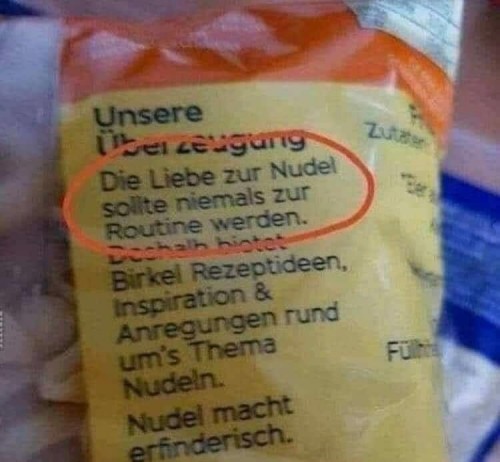 Unsere
Überzeugung
Die Liebe zur Nudel
sollte niemals zur
Routine werden.
Deshalb bietet
Birkel Rezeptideen,
Inspiration &
Anregungen rund
um's Thema
Nudeln.
Nudel macht
erfinderisch.
Zutaten